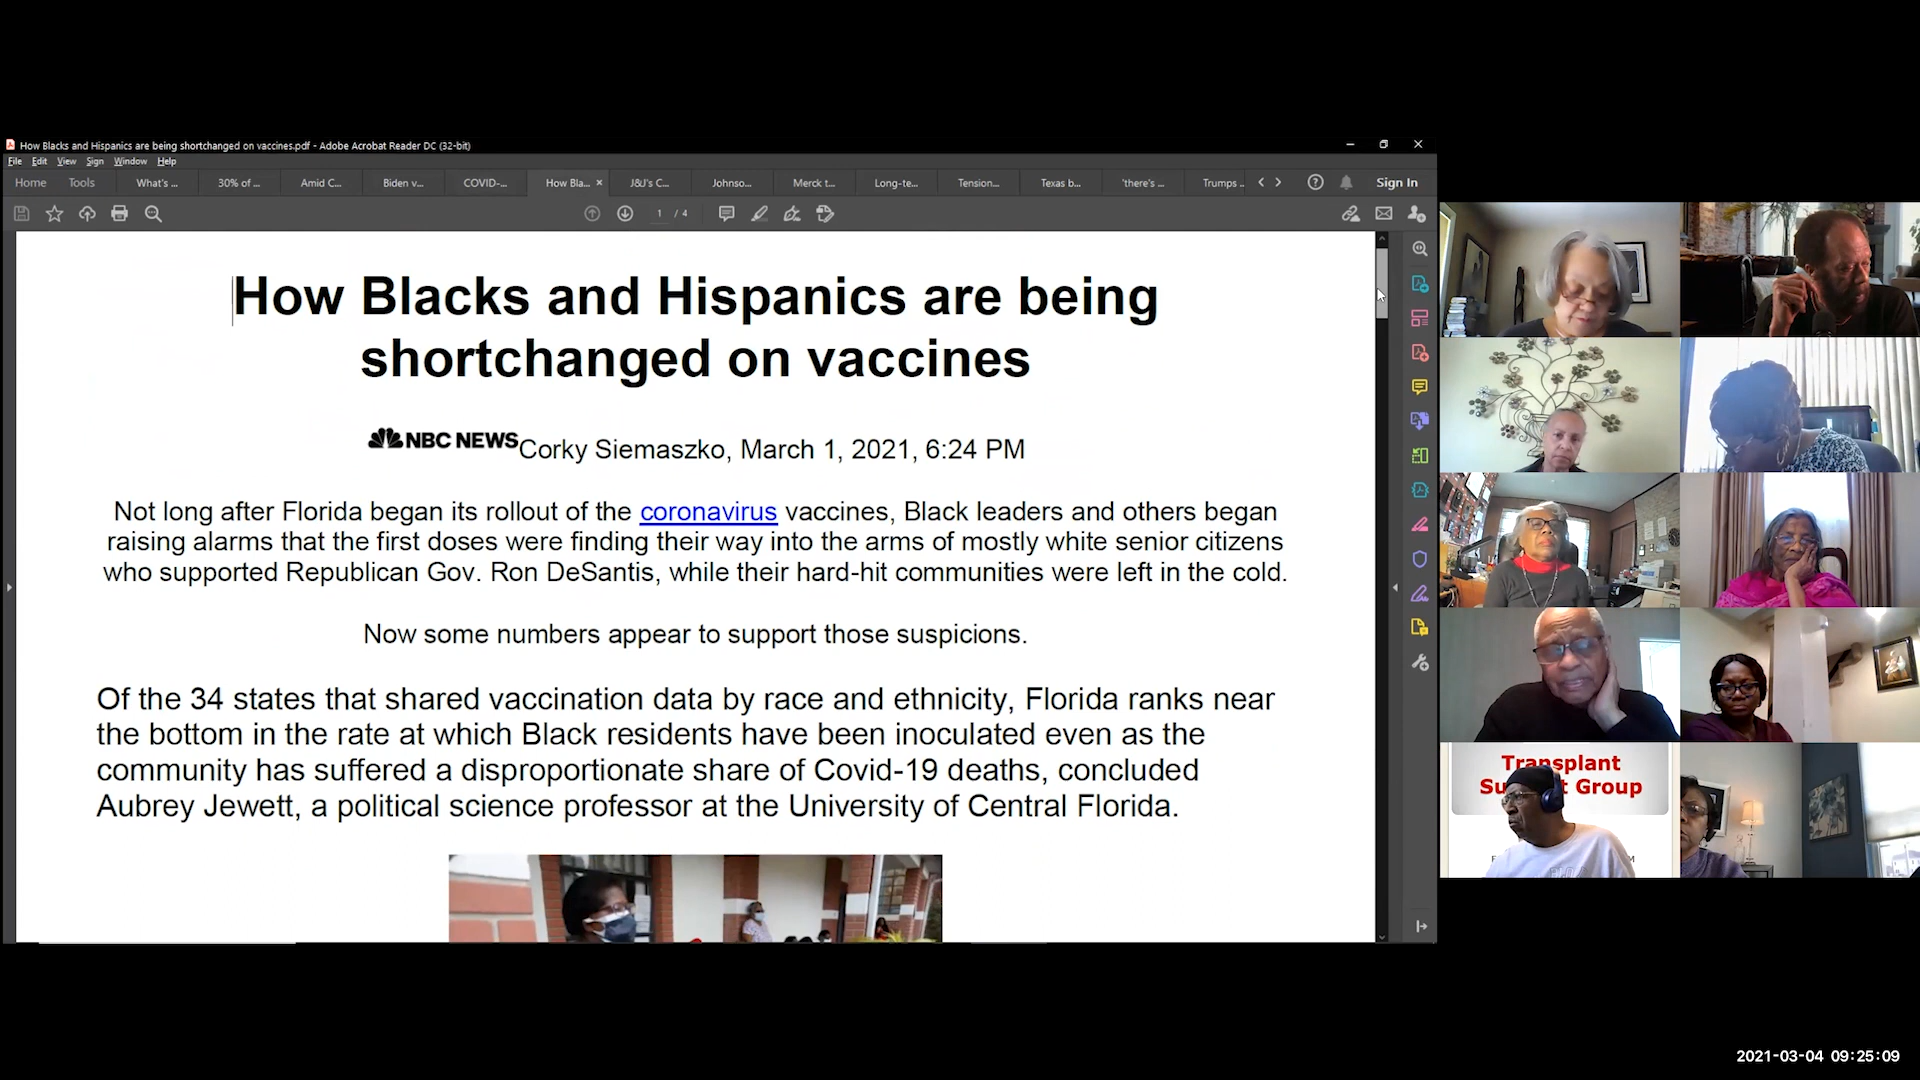 How Blacks and Hispanics are being shortchanged on vaccines.pdf - Adobe Acrobat Reader DC (32-bit)
File Edit View Sign Window Help
Home Tools What's ... 30% of ... Amid C... Biden v... COVID-... How Bla... × J&J's C... Johnso... Merck t... Long-te... Tension... Texas b... 'there's ... Trumps .. Sign In
1 / 4
How Blacks and Hispanics are being
shortchanged on vaccines
NBC NEWS Corky Siemaszko, March 1, 2021, 6:24 PM
Not long after Florida began its rollout of the coronavirus vaccines, Black leaders and others began
raising alarms that the first doses were finding their way into the arms of mostly white senior citizens
who supported Republican Gov. Ron DeSantis, while their hard-hit communities were left in the cold.
Now some numbers appear to support those suspicions.
Of the 34 states that shared vaccination data by race and ethnicity, Florida ranks near
the bottom in the rate at which Black residents have been inoculated even as the
community has suffered a disproportionate share of Covid-19 deaths, concluded
Aubrey Jewett, a political science professor at the University of Central Florida.
Transplant
Su t Group
2021-03-04 09:25:09